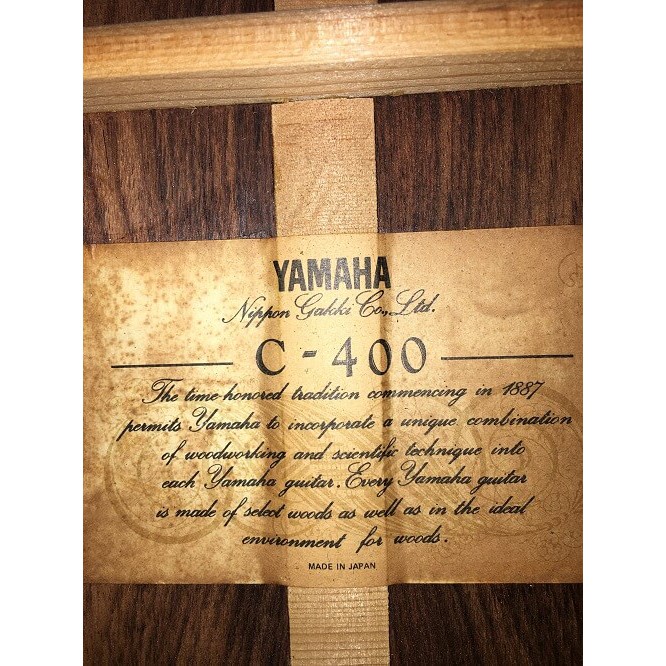 YAMAHA
Nippon Gakki Co., Ltd.
C-400
The time-honored tradition commencing in 1887
permits Yamaha to incorporate a unique combination
of woodworking and scientific technique into
each Yamaha guitar. Every Yamaha guitar
is made of select woods as well as in the ideal
environment for woods.
MADE IN JAPAN